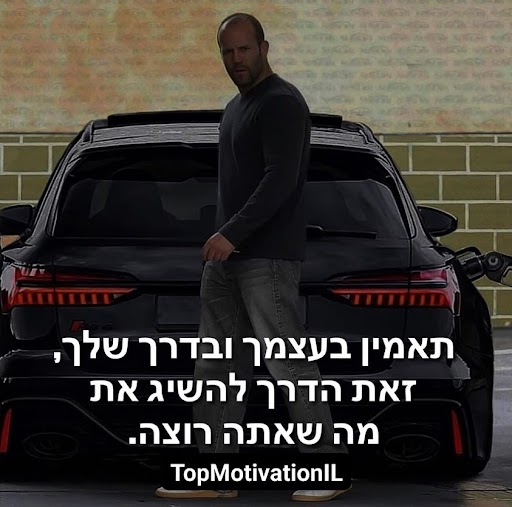 תאמין בעצמך ובדרך שלך,
זאת הדרך להשיג את
מה שאתה רוצה.
TopMotivationIL